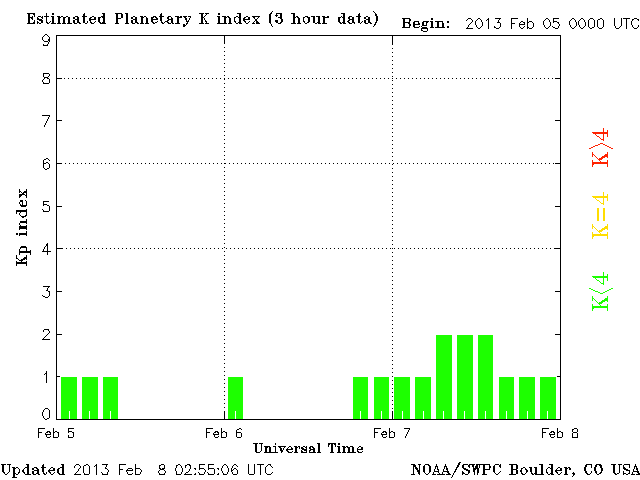 Estimated Planetary K index (3 hour data) Begin: 2013 Feb 05 0000 UTC
9
8
7
6
5
4
3
2
1
0
Kp index
K>4
K=4
K<4
Feb 5 Feb 6 Feb 7 Feb 8
Universal Time
Updated 2013 Feb 8 02:55:06 UTC NOAA/SWPC Boulder, CO USA